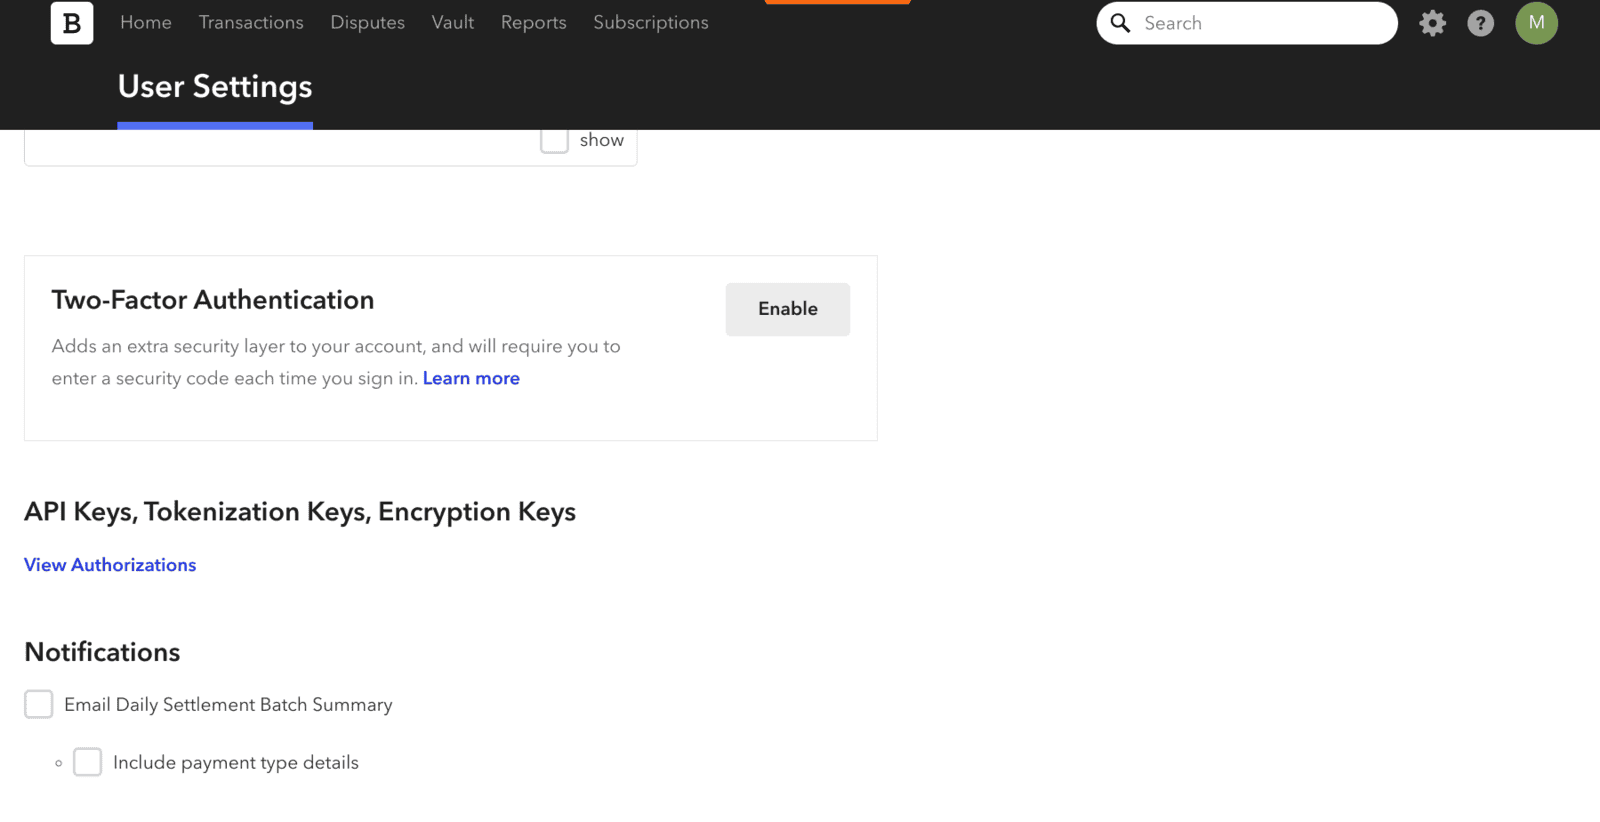 B
Home Transactions Disputes Vault Reports Subscriptions
Search
?
M
User Settings
show
Two-Factor Authentication
Enable
Adds an extra security layer to your account, and will require you to
enter a security code each time you sign in. Learn more
API Keys, Tokenization Keys, Encryption Keys
View Authorizations
Notifications
Email Daily Settlement Batch Summary
Include payment type details